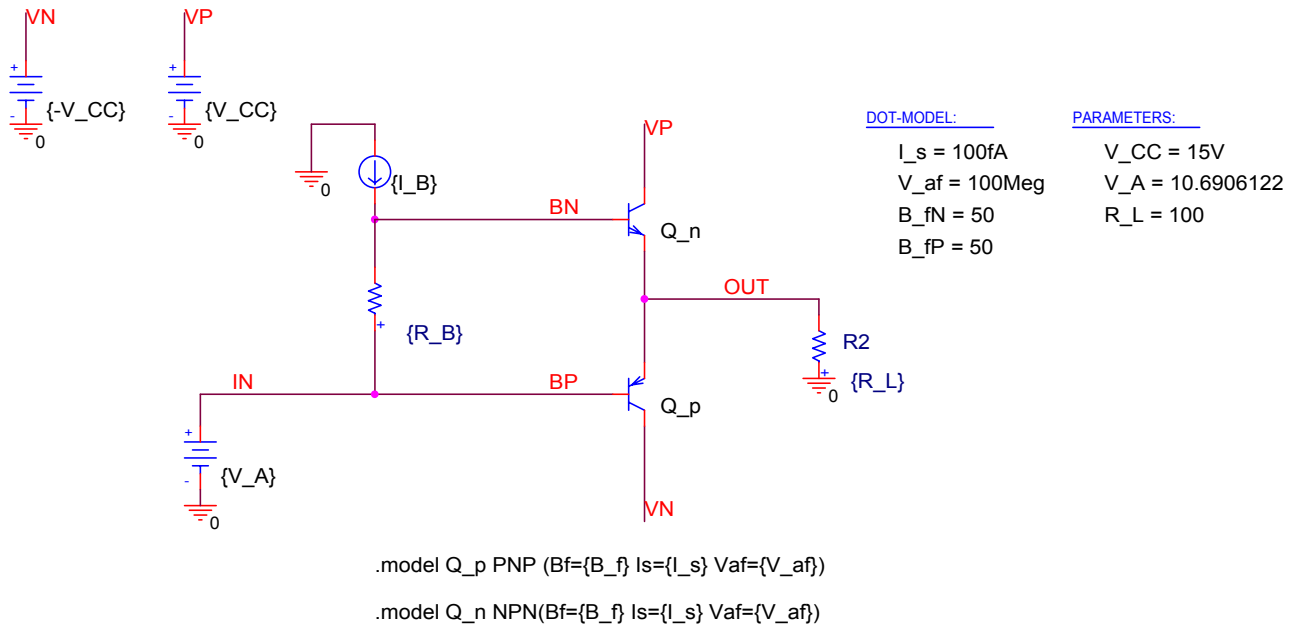 VN
VP
+
+
-
{-V_CC}
-
{V_CC}
0
0
DOT-MODEL:
PARAMETERS:
VP
I_s = 100fA
V_CC = 15V
{I_B}
0
V_af = 100Meg
V_A = 10.6906122
BN
B_fN = 50
R_L = 100
Q_n
B_fP = 50
OUT
+
{R_B}
R2
+
{R_L}
0
IN
BP
Q_p
+
-
{V_A}
0
VN
.model Q_p PNP (Bf={B_f} Is={I_s} Vaf={V_af})
.model Q_n NPN(Bf={B_f} Is={I_s} Vaf={V_af})